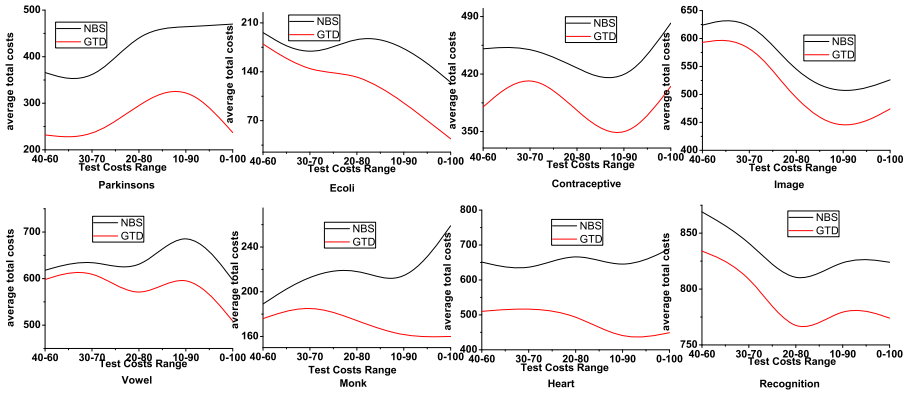 average total costs
500
400
300
200
NBS
GTD
40-60 30-70 20-80 10-90 0-100
Test Costs Range
Parkinsons
average total costs
210
140
70
NBS
GTD
40-60 30-70 20-80 10-90 0-100
Test Costs Range
Ecoli
average total costs
490
420
350
NBS
GTD
40-60 30-70 20-80 10-90 0-100
Test Costs Range
Contraceptive
average total costs
650
600
550
500
450
400
NBS
GTD
40-60 30-70 20-80 10-90 0-100
Test Costs Range
Image
average total costs
700
600
500
NBS
GTD
40-60 30-70 20-80 10-90 0-100
Test Costs Range
Vowel
average total costs
240
200
160
NBS
GTD
40-60 30-70 20-80 10-90 0-100
Test Costs Range
Monk
average total costs
800
700
600
500
400
NBS
GTD
40-60 30-70 20-80 10-90 0-100
Test Costs Range
Heart
average total costs
875
825
775
750
NBS
GTD
40-60 30-70 20-80 10-90 0-100
Test Costs Range
Recognition